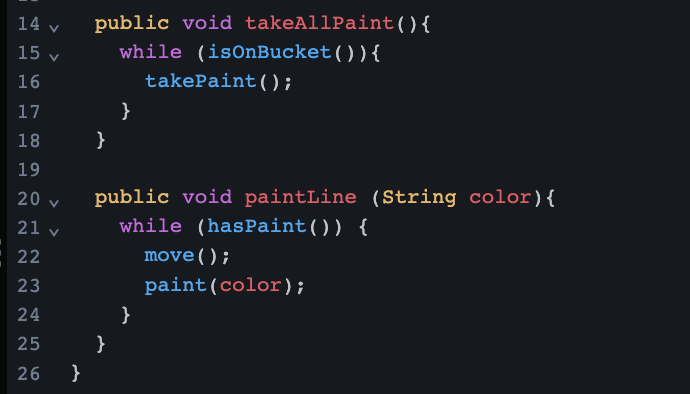 14 public void takeAllPaint(){
15 while (isOnBucket()){
16 takePaint();
17 }
18 }
19
20 public void paintLine (String color){
21 while (hasPaint()) {
22 move();
23 paint(color);
24 }
25 }
26 }